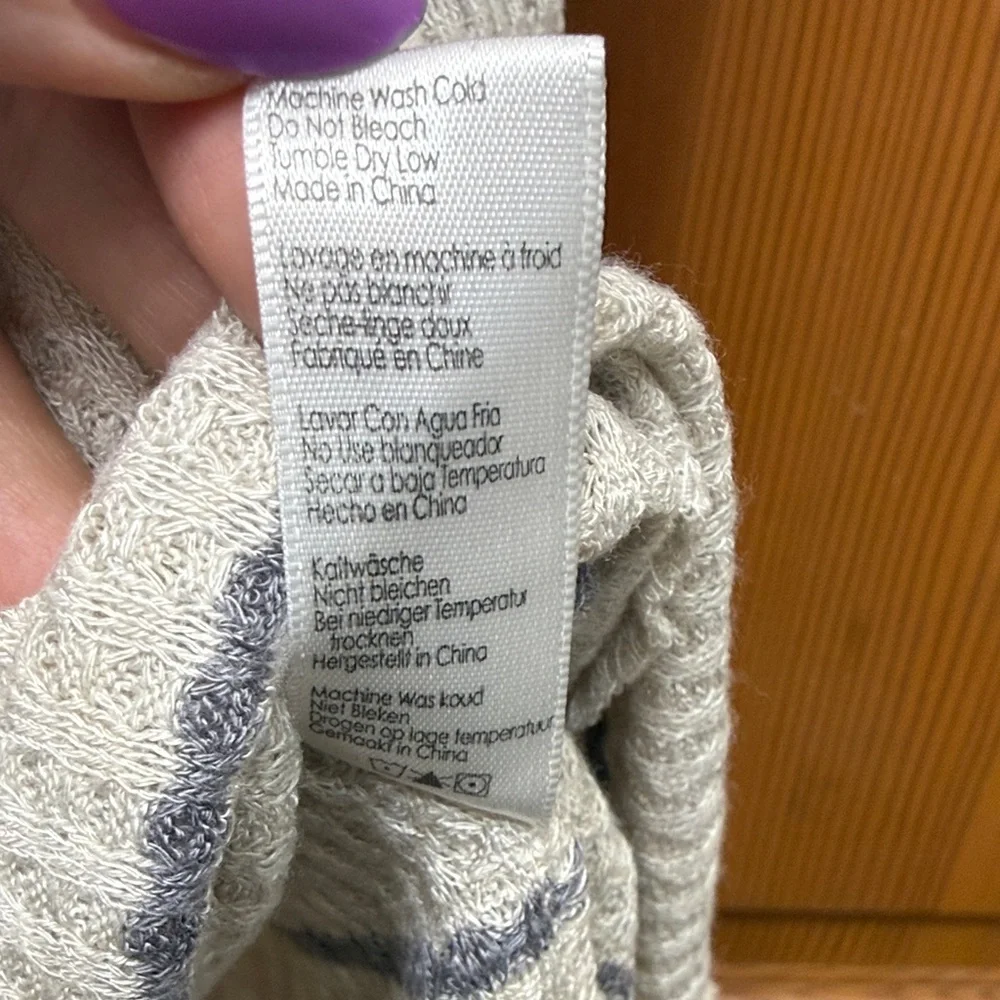 Machine Wash Cold
Do Not Bleach
Tumble Dry Low
Made in China
Lavage en machine à froid
Ne pas blanchir
Seche-linge doux
Fabriqué en Chine
Lavar Con Agua Fria
No Use blanqueador
Secar a baja Temperatura
Hecho en China
Kaltwäsche
Nicht bleichen
Bei niedriger Temperatur
trocknen
Hergestellt in China
Machine Was koud
Niet Bleken
Drogen op lage temperatuur
Gemaakt in China